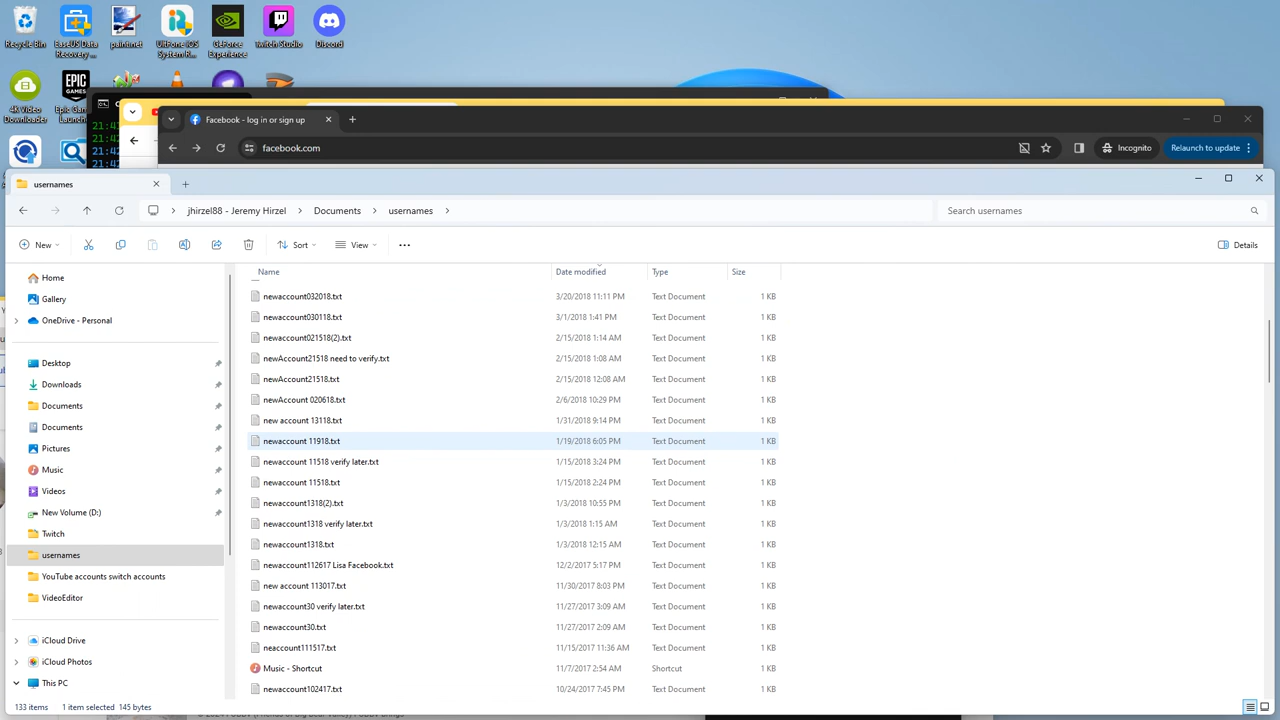 Recycle Bin
EaseUS Data
Recovery ...
paint.net
UltFone iOS
System R...
GeForce
Experience
Twitch Studio
Discord
4K Video
Downloader
Epic Games
Launch
Facebook - log in or sign up
facebook.com
Incognito
Relaunch to update
usernames
jhirzel88 - Jeremy Hirzel
Documents
usernames
Search usernames
New
Sort
View
Details
Name
Date modified
Type
Size
Home
Gallery
OneDrive - Personal
Desktop
Downloads
Documents
Documents
Pictures
Music
Videos
New Volume (D:)
Twitch
usernames
YouTube accounts switch accounts
VideoEditor
iCloud Drive
iCloud Photos
This PC
newaccount032018.txt 3/20/2018 11:11 PM Text Document 1 KB
newaccount030118.txt 3/1/2018 1:41 PM Text Document 1 KB
newaccount021518(2).txt 2/15/2018 1:14 AM Text Document 1 KB
newAccount21518 need to verify.txt 2/15/2018 1:08 AM Text Document 1 KB
newAccount21518.txt 2/15/2018 12:08 AM Text Document 1 KB
newAccount 020618.txt 2/6/2018 10:29 PM Text Document 1 KB
new account 13118.txt 1/31/2018 9:14 PM Text Document 1 KB
newaccount 11918.txt 1/19/2018 6:05 PM Text Document 1 KB
newaccount 11518 verify later.txt 1/15/2018 3:24 PM Text Document 1 KB
newaccount 11518.txt 1/15/2018 2:24 PM Text Document 1 KB
newaccount1318(2).txt 1/3/2018 10:55 PM Text Document 1 KB
newaccount1318 verify later.txt 1/3/2018 1:15 AM Text Document 1 KB
newaccount1318.txt 1/3/2018 12:15 AM Text Document 1 KB
newaccount112617 Lisa Facebook.txt 12/2/2017 5:17 PM Text Document 1 KB
new account 113017.txt 11/30/2017 8:03 PM Text Document 1 KB
newaccount30 verify later.txt 11/27/2017 3:09 AM Text Document 1 KB
newaccount30.txt 11/27/2017 2:09 AM Text Document 1 KB
neaccount111517.txt 11/15/2017 11:36 AM Text Document 1 KB
Music - Shortcut 11/7/2017 2:54 AM Shortcut 1 KB
newaccount102417.txt 10/24/2017 7:45 PM Text Document 1 KB
133 items 1 item selected 145 bytes